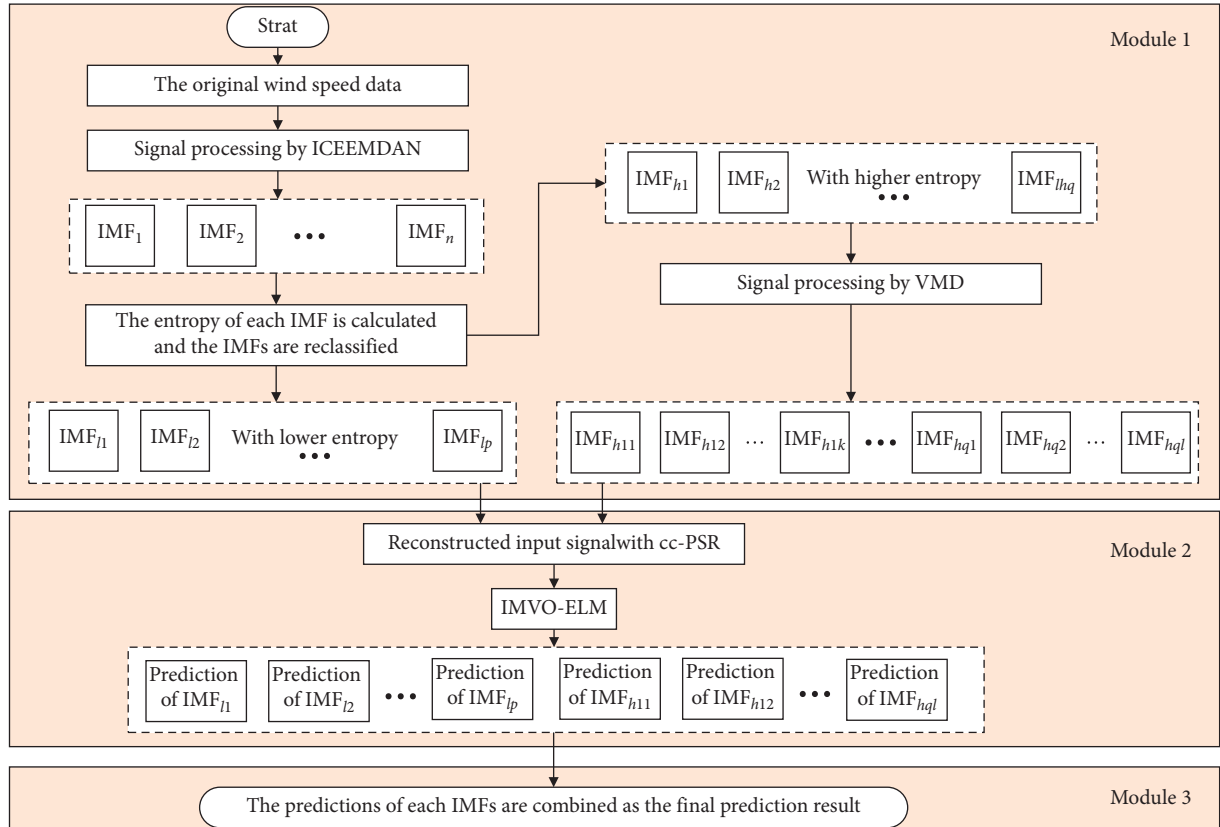 Strat
Module 1
The original wind speed data
Signal processing by ICEEMDAN
IMF1 IMF2 ••• IMFn
The entropy of each IMF is calculated
and the IMFs are reclassified
IMFh1 IMFh2 With higher entropy ••• IMFlhq
Signal processing by VMD
IMFl1 IMFl2 With lower entropy ••• IMFlp
IMFh11 IMFh12 ... IMFh1k ••• IMFhq1 IMFhq2 ... IMFhql
Module 2
Reconstructed input signalwith cc-PSR
IMVO-ELM
Prediction of IMFl1
Prediction of IMFl2
•••
Prediction of IMFlp
Prediction of IMFh11
Prediction of IMFh12
•••
Prediction of IMFhql
Module 3
The predictions of each IMFs are combined as the final prediction result